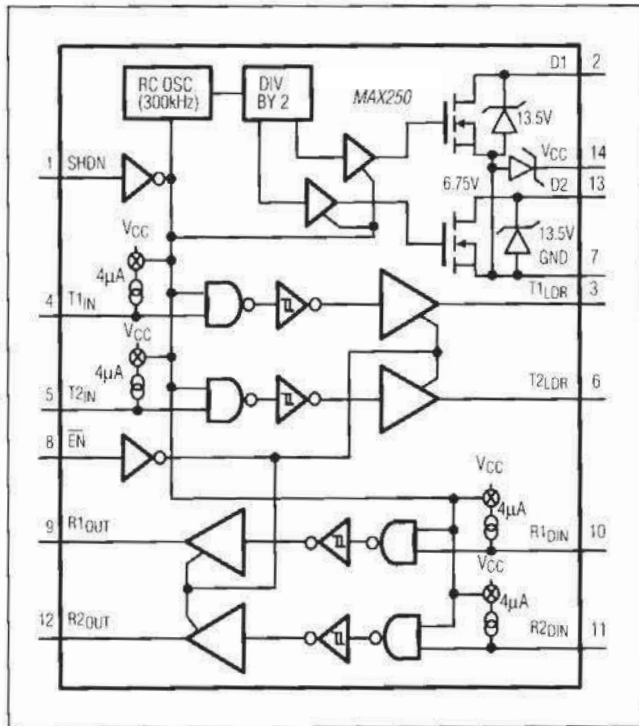 D1 2
RC OSC
(300kHz)
DIV
BY 2
MAX250
13.5V
VCC 14
1 SHDN
6.75V
D2 13
VCC
4µA
13.5V
GND 7
4 T1IN
T1LDR 3
VCC
4µA
T2LDR 6
5 T2IN
8 EN
VCC
4µA
9 R1OUT
R1DIN 10
VCC
4µA
12 R2OUT
R2DIN 11